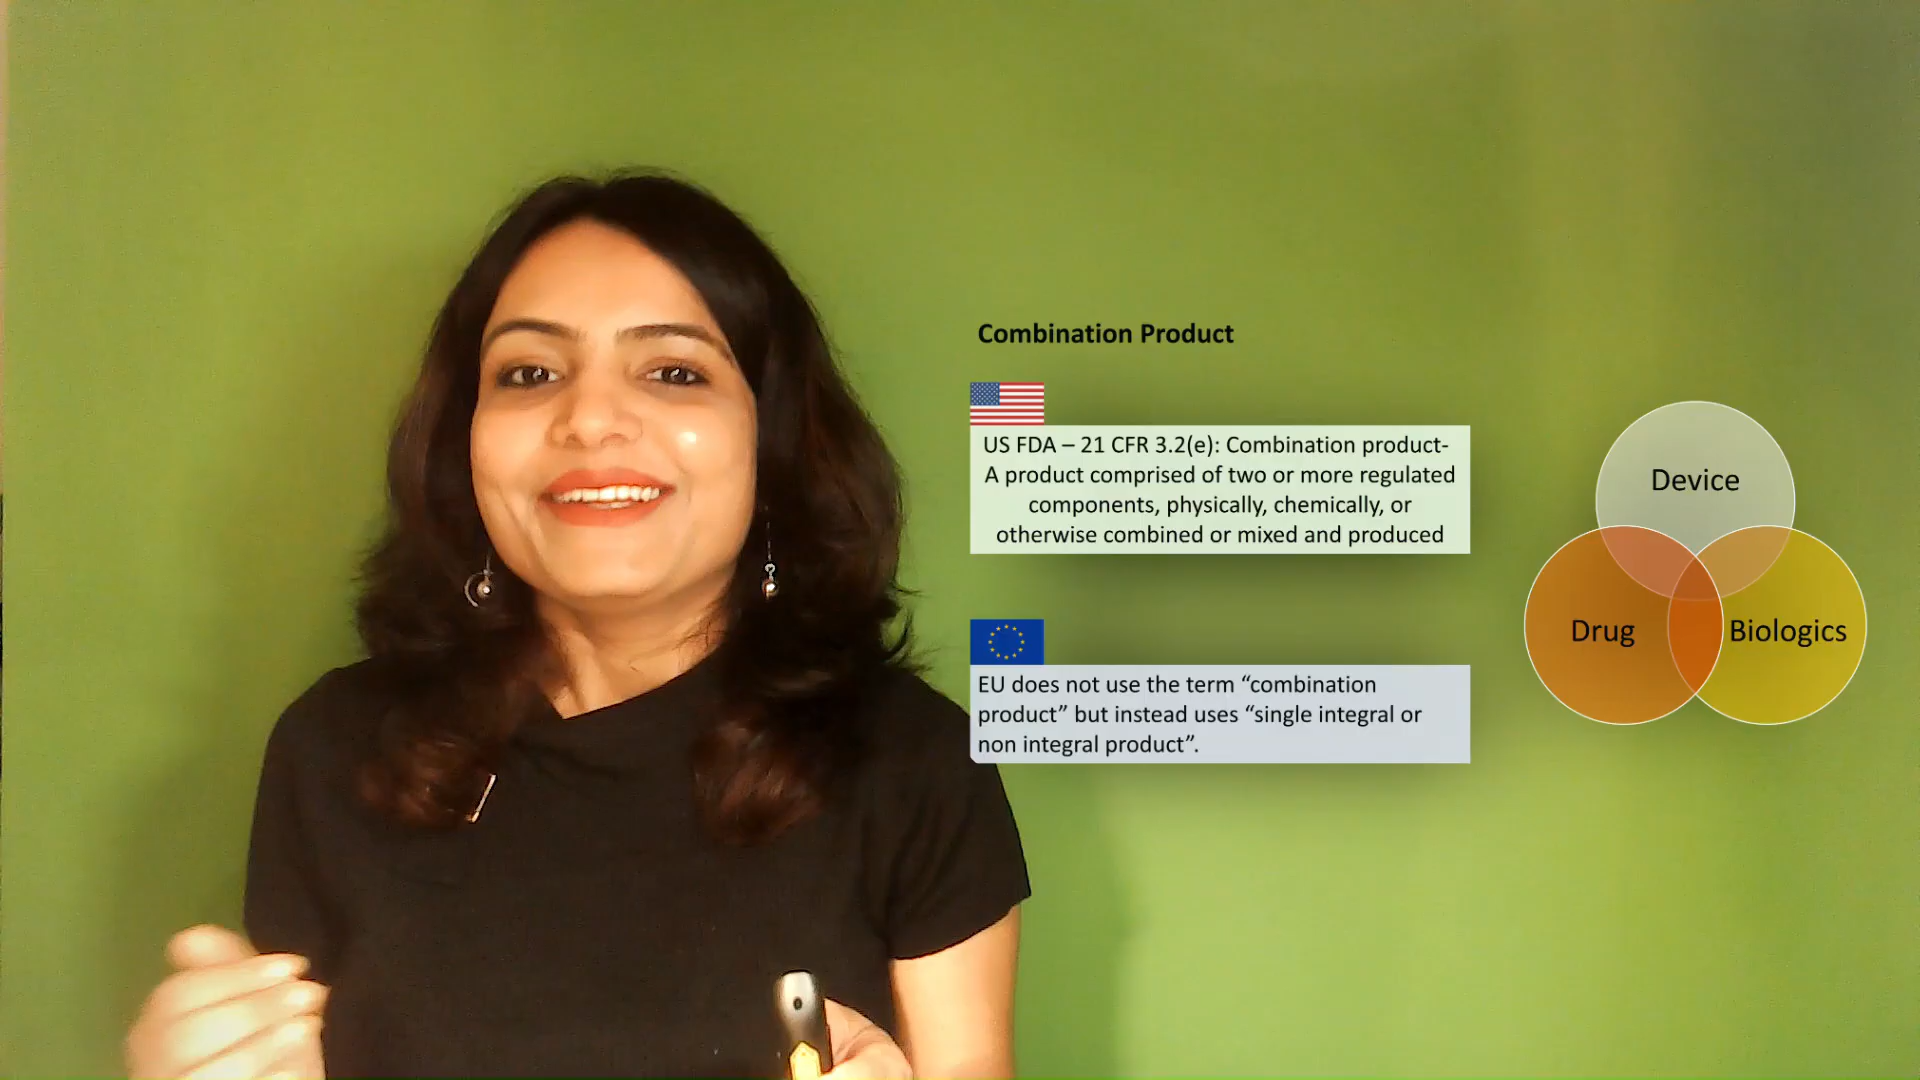 Combination Product
US FDA – 21 CFR 3.2(e): Combination product-
A product comprised of two or more regulated
components, physically, chemically, or
otherwise combined or mixed and produced
EU does not use the term “combination
product” but instead uses “single integral or
non integral product”.
Device
Drug
Biologics